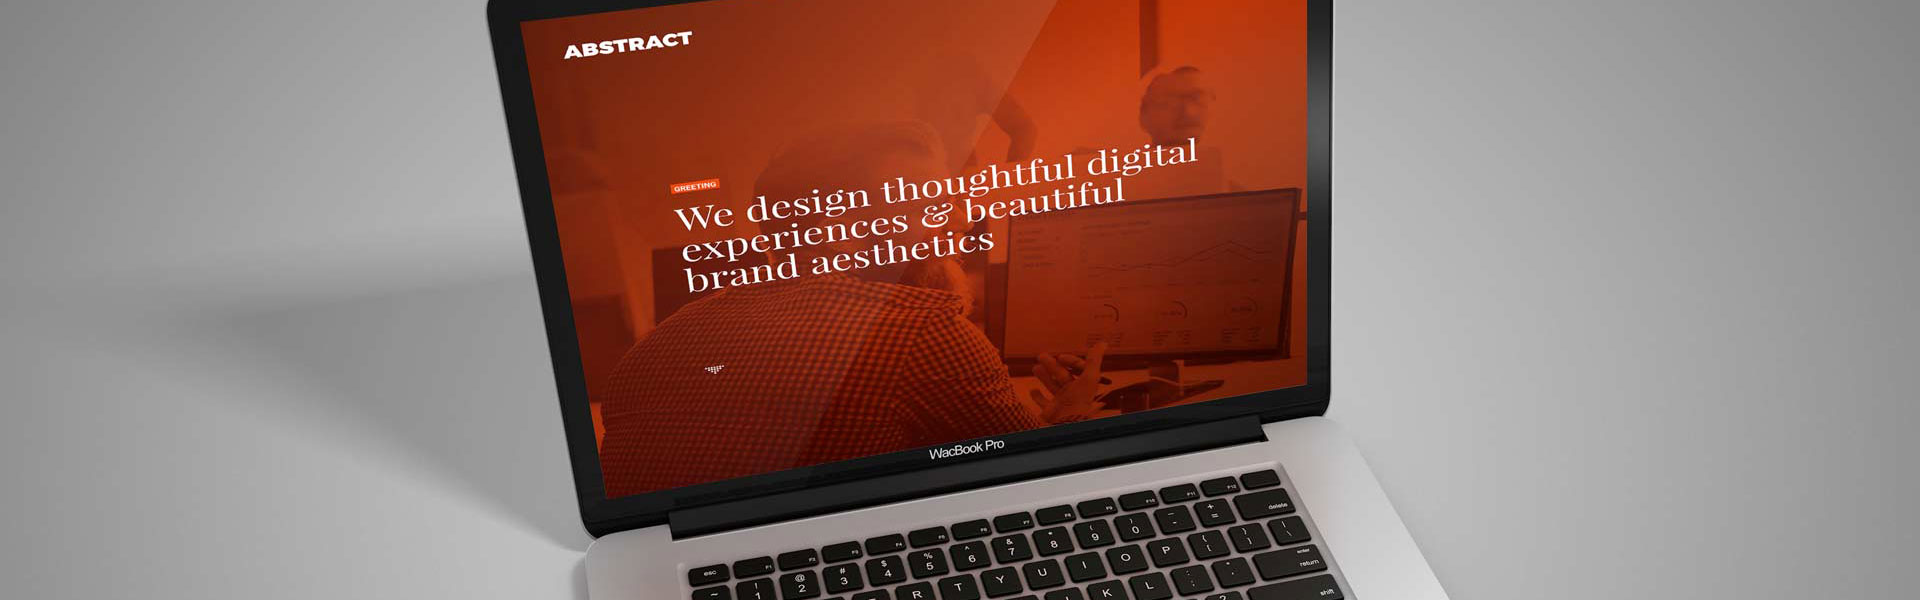 ABSTRACT
GREETING
We design thoughtful digital
experiences & beautiful
brand aesthetics
WacBook Pro
esc F1 F2 F3 F4 F5 F6 F7 F8 F9 F10 F11 F12
~ ! 1 @ 2 # 3 $ 4 % 5 ^ 6 & 7 * 8 ( 9 ) 0 - + = delete
R T Y U I O P { [ } ] | \
K L : ; enter return
? shift